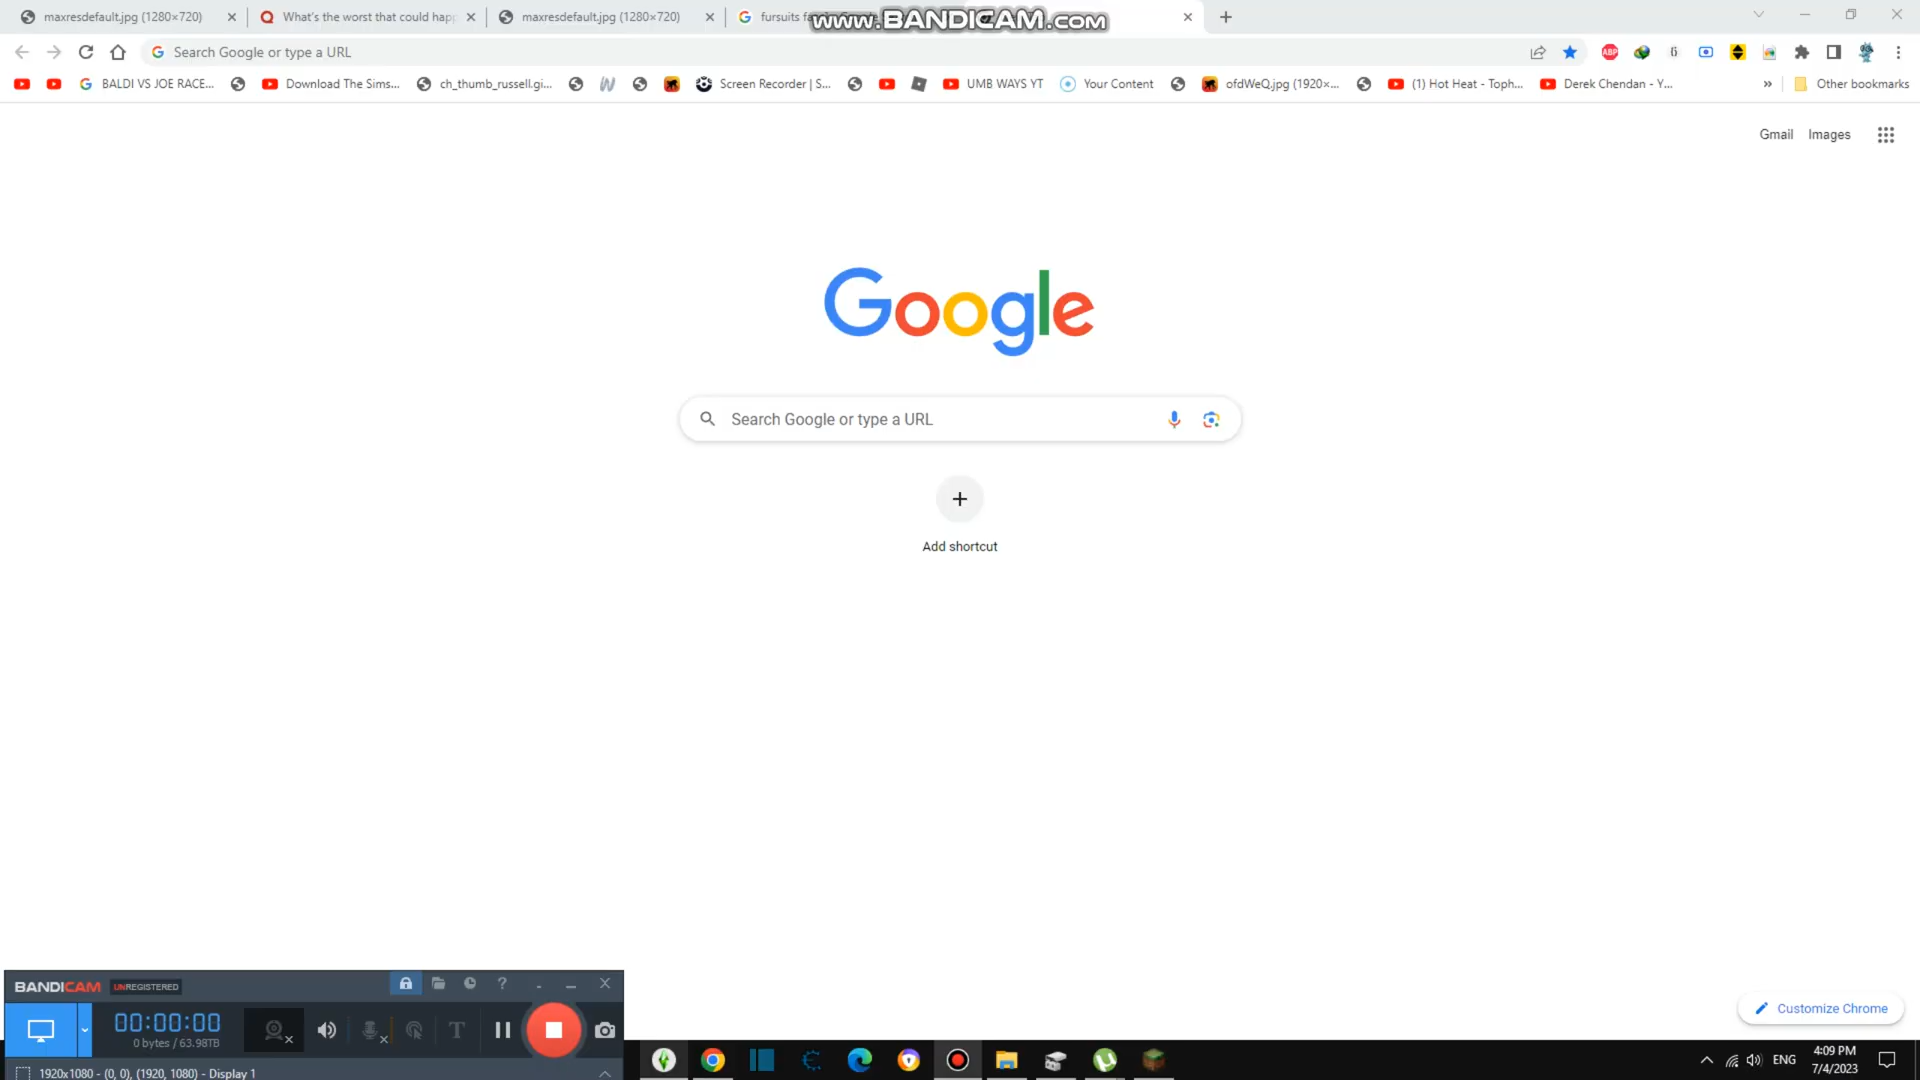 maxresdefault.jpg (1280×720)
What's the worst that could hap
maxresdefault.jpg (1280×720)
fursuits
www.BANDICAM.com
Search Google or type a URL
ABP
BALDI VS JOE RACE...
Download The Sims...
ch_thumb_russell.gi...
Screen Recorder | S...
UMB WAYS YT
Your Content
ofdWeQ.jpg (1920×...
(1) Hot Heat - Toph...
Derek Chendan - Y...
»
Other bookmarks
Gmail
Images
Google
Search Google or type a URL
Add shortcut
Customize Chrome
BANDICAM
UNREGISTERED
00:00:00
0 bytes / 63.98TB
T
1920x1080 - (0, 0), (1920, 1080) - Display 1
ENG
4:09 PM
7/4/2023